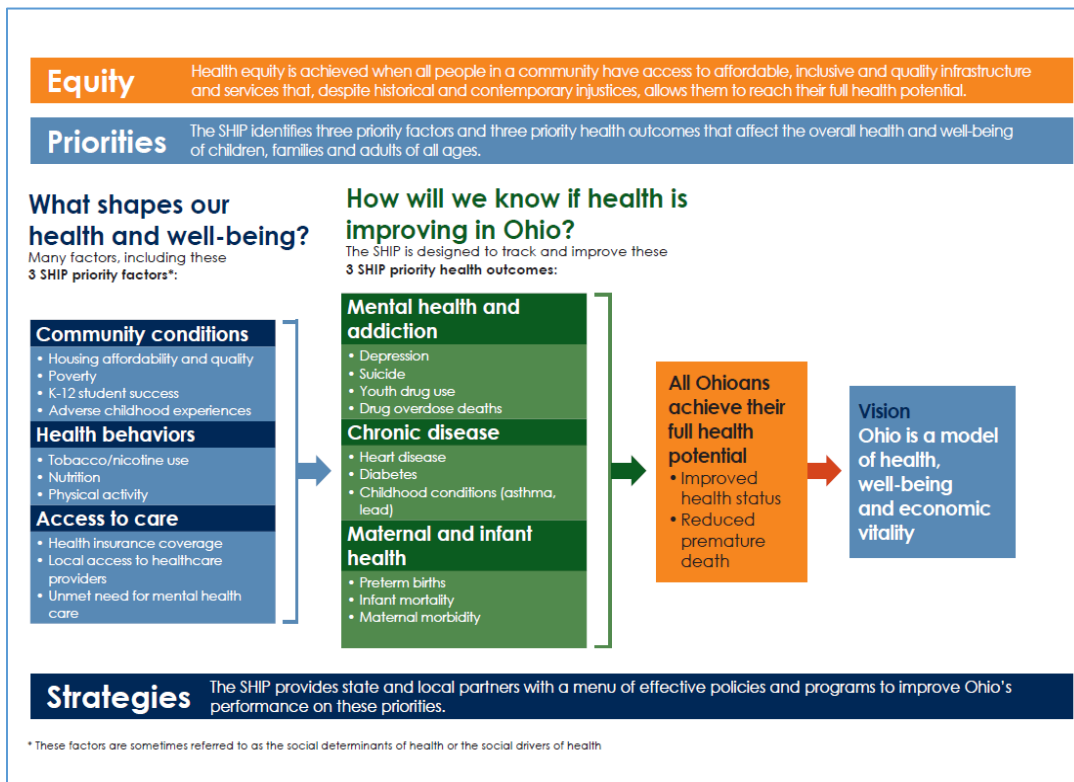 Equity
Health equity is achieved when all people in a community have access to affordable, inclusive and quality infrastructure
and services that, despite historical and contemporary injustices, allows them to reach their full health potential.
Priorities
The SHIP identifies three priority factors and three priority health outcomes that affect the overall health and well-being
of children, families and adults of all ages.
What shapes our
health and well-being?
Many factors, including these
3 SHIP priority factors*:
Community conditions
• Housing affordability and quality
• Poverty
• K-12 student success
• Adverse childhood experiences
Health behaviors
• Tobacco/nicotine use
• Nutrition
• Physical activity
Access to care
• Health insurance coverage
• Local access to healthcare
providers
• Unmet need for mental health
care
How will we know if health is
improving in Ohio?
The SHIP is designed to track and improve these
3 SHIP priority health outcomes:
Mental health and
addiction
• Depression
• Suicide
• Youth drug use
• Drug overdose deaths
Chronic disease
• Heart disease
• Diabetes
• Childhood conditions (asthma,
lead)
Maternal and infant
health
• Preterm births
• Infant mortality
• Maternal morbidity
All Ohioans
achieve their
full health
potential
• Improved
health status
• Reduced
premature
death
Vision
Ohio is a model
of health,
well-being
and economic
vitality
Strategies
The SHIP provides state and local partners with a menu of effective policies and programs to improve Ohio's
performance on these priorities.
* These factors are sometimes referred to as the social determinants of health or the social drivers of health